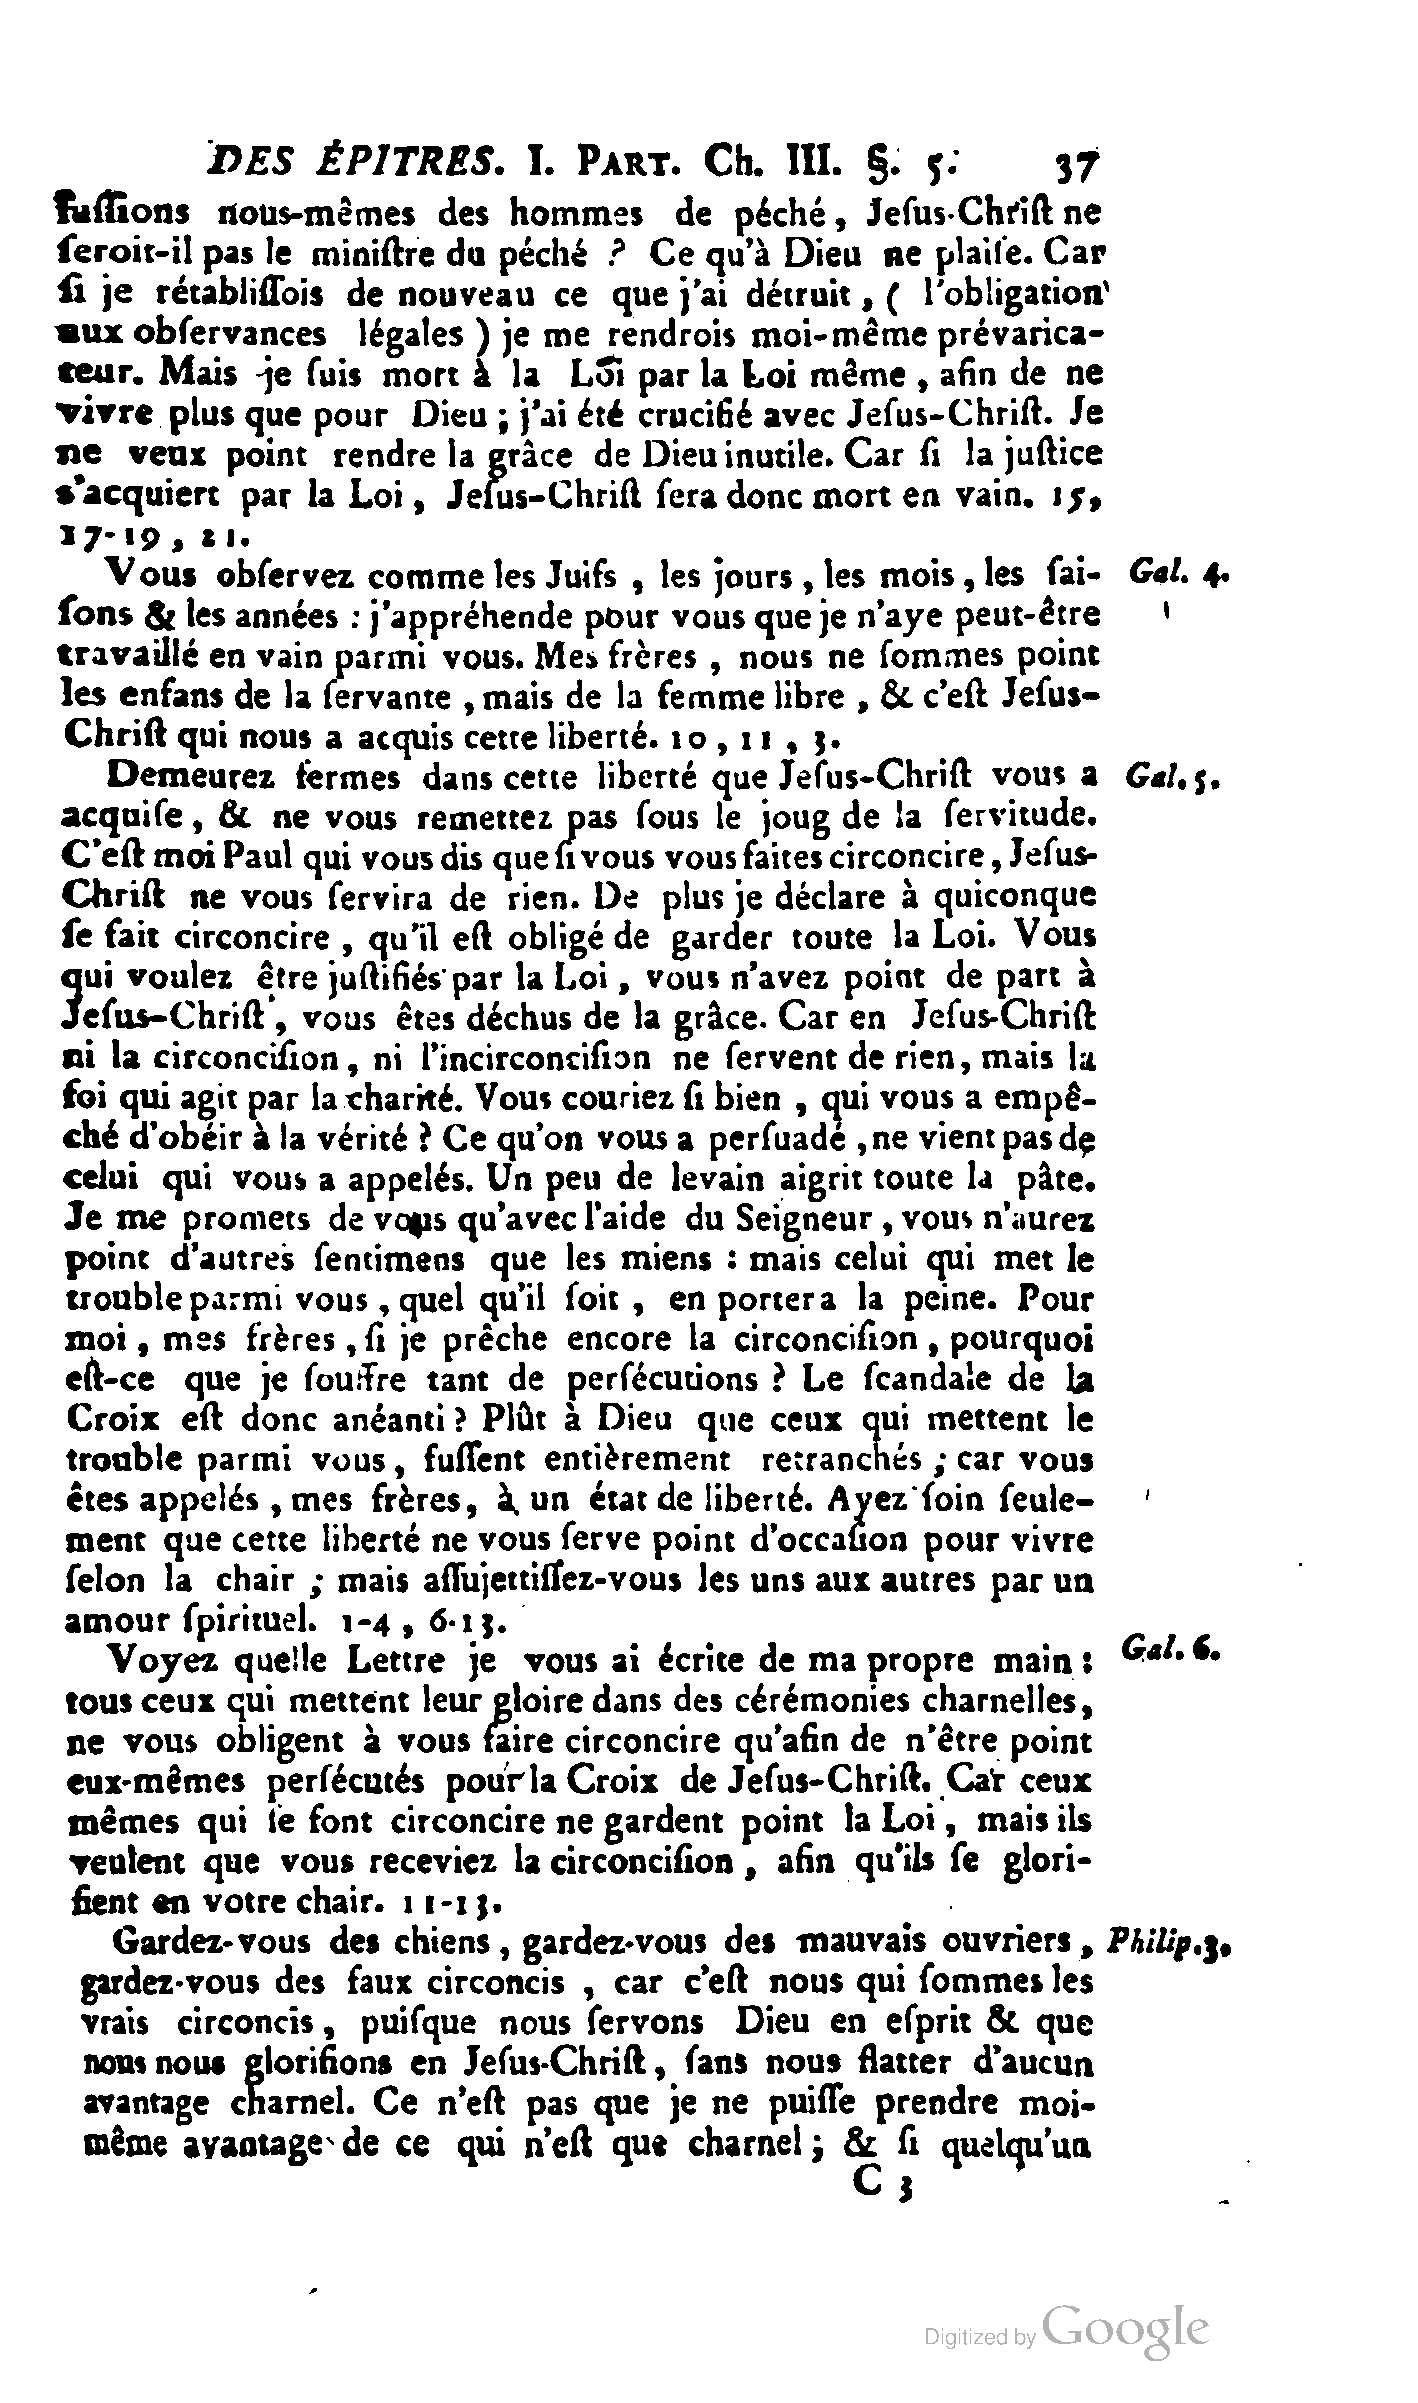 DES ÉPITRES. I. PART. Ch. III. §. 5. 37
fuſſions nous-mêmes des hommes de péché, Jeſus-Chriſt ne
ſeroit-il pas le miniſtre du péché ? Ce qu'à Dieu ne plaiſe. Car
ſi je rétabliſſois de nouveau ce que j'ai détruit, ( l'obligation
aux obſervances légales ) je me rendrois moi-même prévarica-
teur. Mais je ſuis mort à la Loi par la Loi même, afin de ne
vivre plus que pour Dieu ; j'ai été crucifié avec Jeſus-Chriſt. Je
ne veux point rendre la grâce de Dieu inutile. Car ſi la juſtice
s'acquiert par la Loi, Jeſus-Chriſt ſera donc mort en vain. 15,
17-19, 21.
Vous obſervez comme les Juifs, les jours, les mois, les ſai- Gal. 4.
ſons & les années : j'appréhende pour vous que je n'aye peut-être
travaillé en vain parmi vous. Mes frères, nous ne ſommes point
les enfans de la ſervante, mais de la femme libre, & c'eſt Jeſus-
Chriſt qui nous a acquis cette liberté. 10, 11, 3.
Demeurez fermes dans cette liberté que Jeſus-Chriſt vous a Gal. 5.
acquiſe, & ne vous remettez pas ſous le joug de la ſervitude.
C'eſt moi Paul qui vous dis que ſi vous vous faites circoncire, Jeſus-
Chriſt ne vous ſervira de rien. De plus je déclare à quiconque
ſe fait circoncire, qu'il eſt obligé de garder toute la Loi. Vous
qui voulez être juſtifiés par la Loi, vous n'avez point de part à
Jeſus-Chriſt, vous êtes déchus de la grâce. Car en Jeſus-Chriſt
ni la circonciſion, ni l'incirconciſion ne ſervent de rien, mais la
foi qui agit par la charité. Vous couriez ſi bien, qui vous a empê-
ché d'obéir à la vérité ? Ce qu'on vous a perſuadé, ne vient pas de
celui qui vous a appelés. Un peu de levain aigrit toute la pâte.
Je me promets de vous qu'avec l'aide du Seigneur, vous n'aurez
point d'autres ſentimens que les miens : mais celui qui met le
trouble parmi vous, quel qu'il ſoit, en portera la peine. Pour
moi, mes frères, ſi je prêche encore la circonciſion, pourquoi
eſt-ce que je ſouffre tant de perſécutions ? Le ſcandale de la
Croix eſt donc anéanti ? Plût à Dieu que ceux qui mettent le
trouble parmi vous, fuſſent entièrement retranchés ; car vous
êtes appelés, mes frères, à un état de liberté. Ayez ſoin ſeule-
ment que cette liberté ne vous ſerve point d'occaſion pour vivre
ſelon la chair ; mais aſſujettiſſez-vous les uns aux autres par un
amour ſpirituel. 1-4, 6-13.
Voyez quelle Lettre je vous ai écrite de ma propre main : Gal. 6.
tous ceux qui mettent leur gloire dans des cérémonies charnelles,
ne vous obligent à vous faire circoncire qu'afin de n'être point
eux-mêmes perſécutés pour la Croix de Jeſus-Chriſt. Car ceux
mêmes qui ſe font circoncire ne gardent point la Loi, mais ils
veulent que vous receviez la circonciſion, afin qu'ils ſe glori-
fient en votre chair. 11-13.
Gardez-vous des chiens, gardez-vous des mauvais ouvriers, Philip. 3.
gardez-vous des faux circoncis, car c'eſt nous qui ſommes les
vrais circoncis, puiſque nous ſervons Dieu en eſprit & que
nous nous glorifions en Jeſus-Chriſt, ſans nous flatter d'aucun
avantage charnel. Ce n'eſt pas que je ne puiſſe prendre moi-
même avantage de ce qui n'eſt que charnel ; & ſi quelqu'un
C 3
Digitized by Google